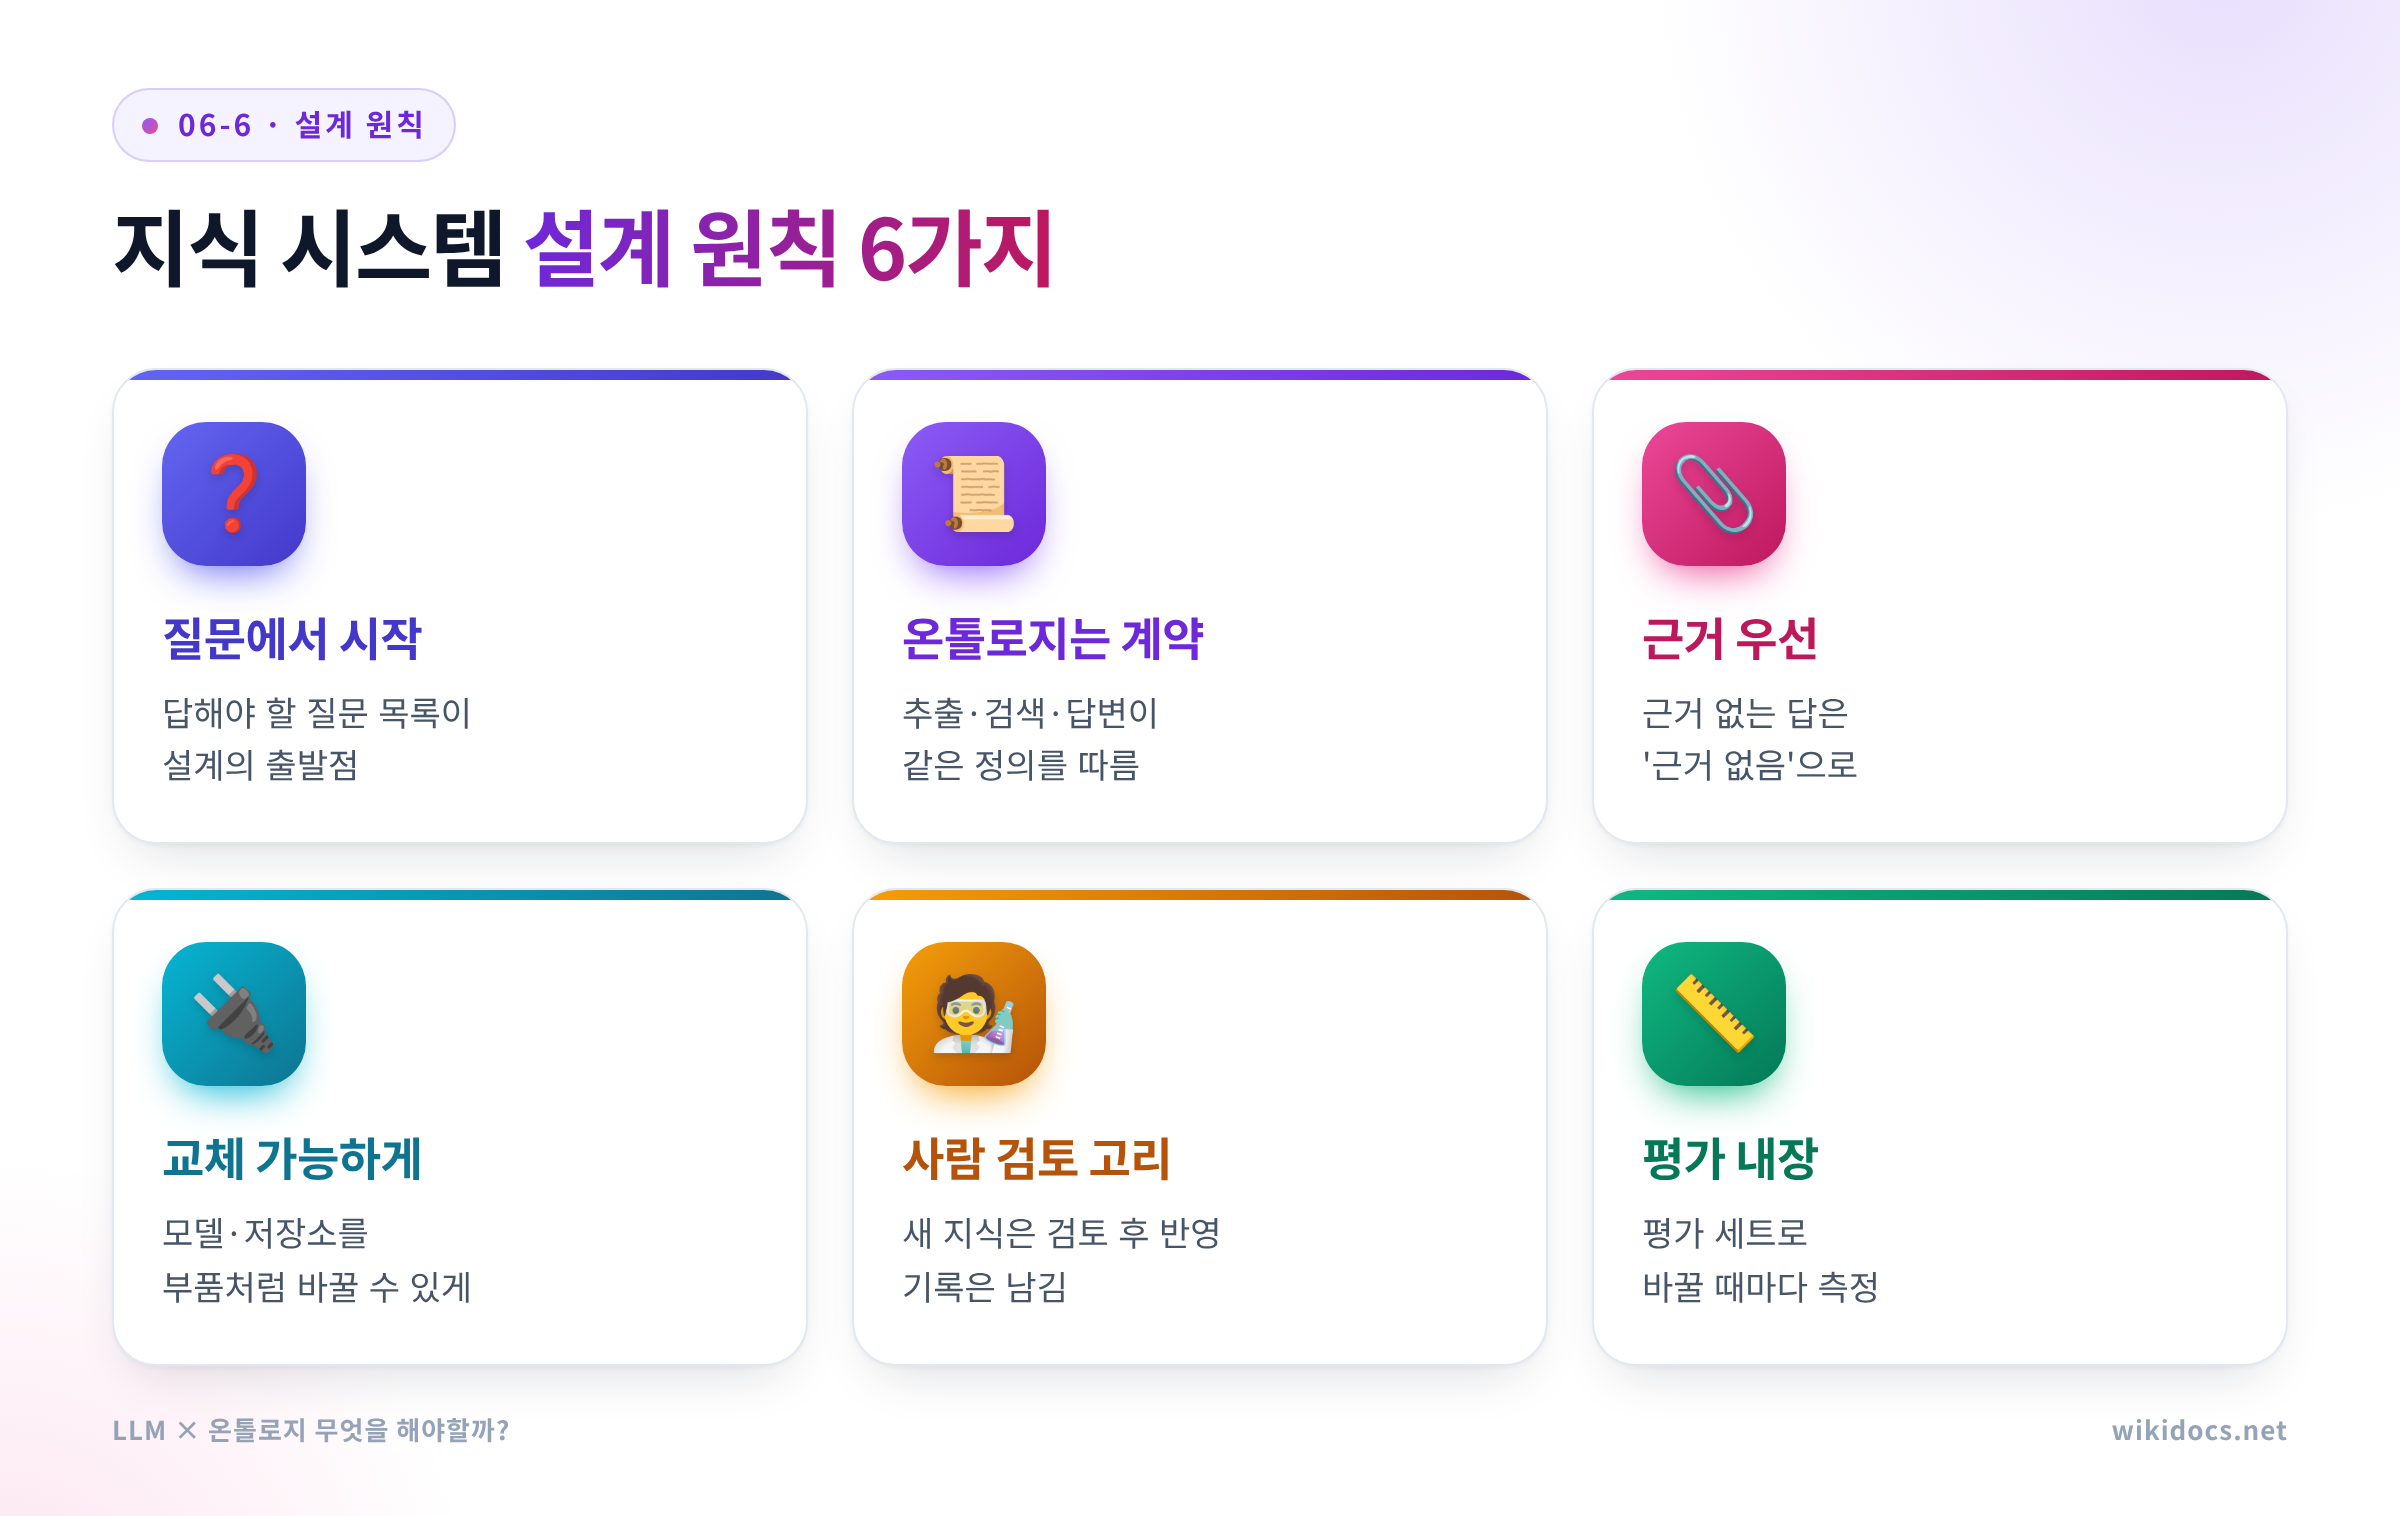 06-6 · 설계 원칙
지식 시스템 설계 원칙 6가지
질문에서 시작
답해야 할 질문 목록이
설계의 출발점
온톨로지는 계약
추출·검색·답변이
같은 정의를 따름
근거 우선
근거 없는 답은
'근거 없음'으로
교체 가능하게
모델·저장소를
부품처럼 바꿀 수 있게
사람 검토 고리
새 지식은 검토 후 반영
기록은 남김
평가 내장
평가 세트로
바꿀 때마다 측정
LLM × 온톨로지 무엇을 해야할까?
wikidocs.net